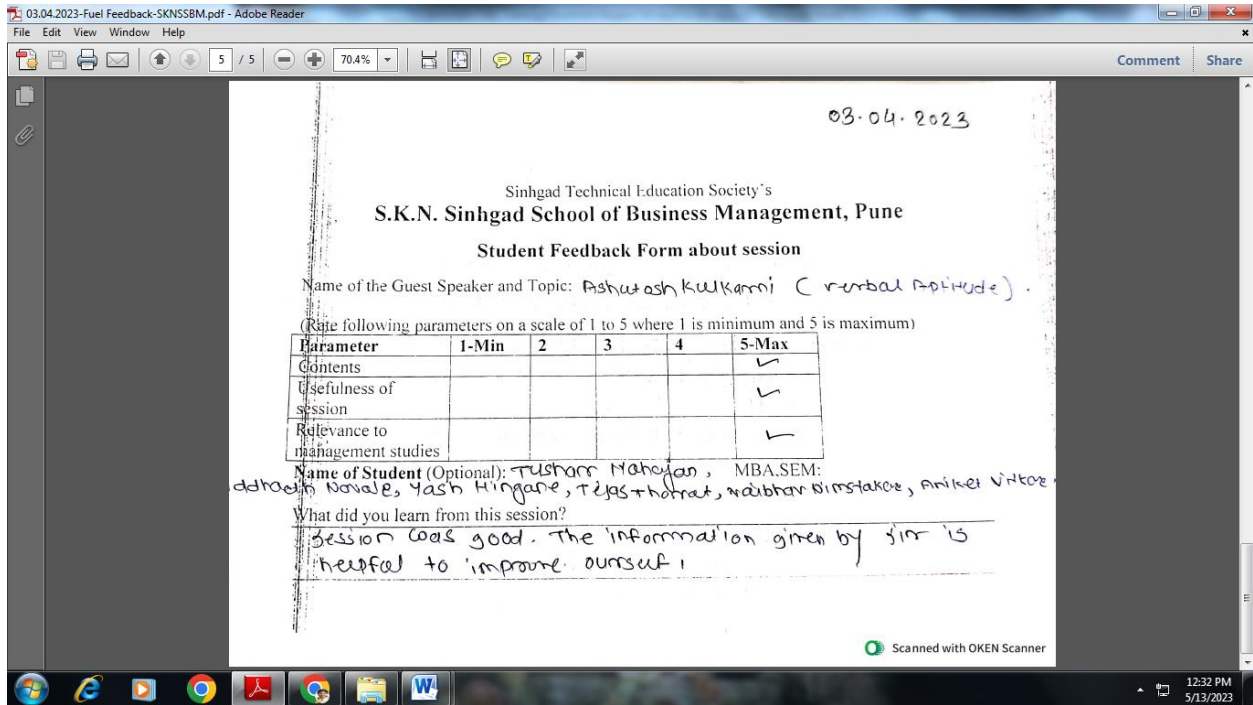 03.04.2023-Fuel Feedback-SKNSSBM.pdf - Adobe Reader
File Edit View Window Help
5 / 5 70.4% Comment Share
03.04.2023
Sinhgad Technical Education Society's
S.K.N. Sinhgad School of Business Management, Pune
Student Feedback Form about session
Name of the Guest Speaker and Topic: Ashutosh Kulkarni (verbal Aptitude).
(Rate following parameters on a scale of 1 to 5 where 1 is minimum and 5 is maximum)
Parameter 1-Min 2 3 4 5-Max
Contents
Usefulness of
session
Relevance to
management studies
Name of Student (Optional): Tushar Mahajan, MBA.SEM:
Navale, Yash Hingane, Tejas Thorat, Aniket
What did you learn from this session?
session was good. The information given by sir is
helpful to improve
Scanned with OKEN Scanner
12:32 PM
5/13/2023